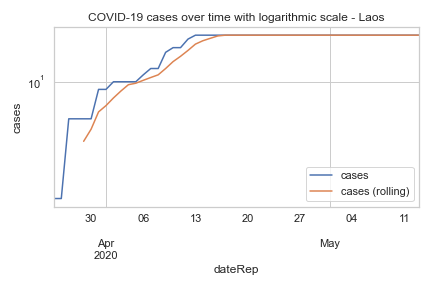 COVID-19 cases over time with logarithmic scale - Laos
cases
10¹
cases
cases (rolling)
30 06 13 20 27 04 11
Apr May
2020
dateRep